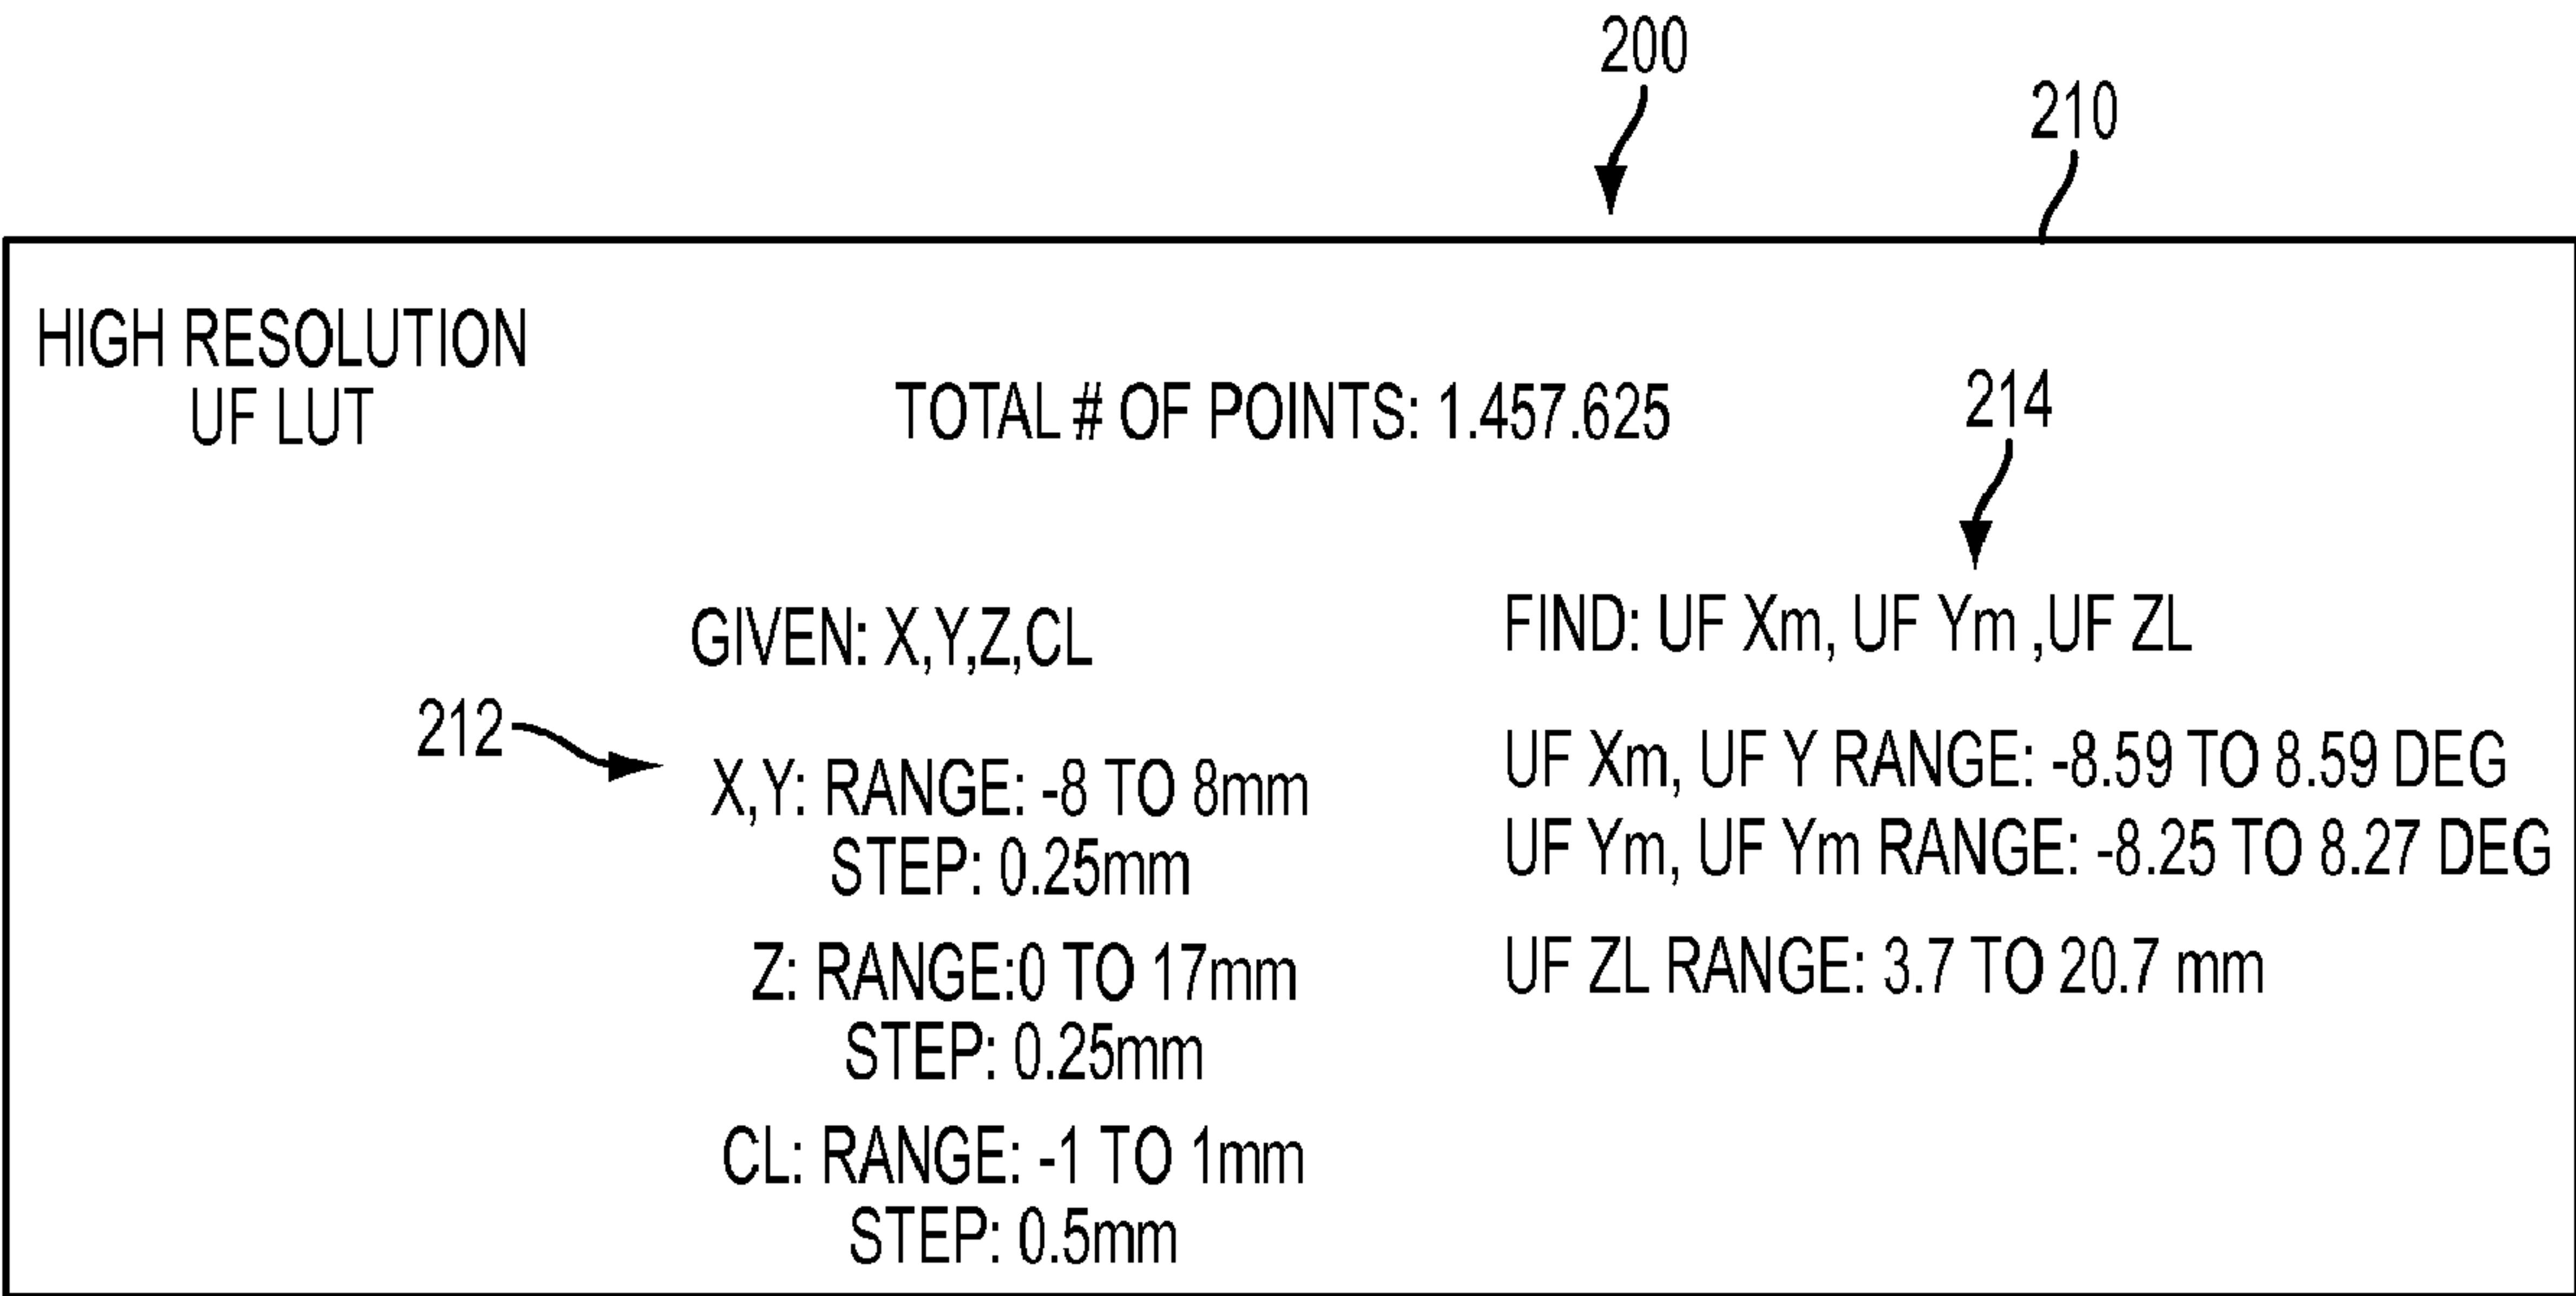 200
210
HIGH RESOLUTION
UF LUT
TOTAL # OF POINTS: 1.457.625
214
GIVEN: X,Y,Z,CL
212
X,Y: RANGE: -8 TO 8mm
STEP: 0.25mm
Z: RANGE:0 TO 17mm
STEP: 0.25mm
CL: RANGE: -1 TO 1mm
STEP: 0.5mm
FIND: UF Xm, UF Ym ,UF ZL
UF Xm, UF Y RANGE: -8.59 TO 8.59 DEG
UF Ym, UF Ym RANGE: -8.25 TO 8.27 DEG
UF ZL RANGE: 3.7 TO 20.7 mm